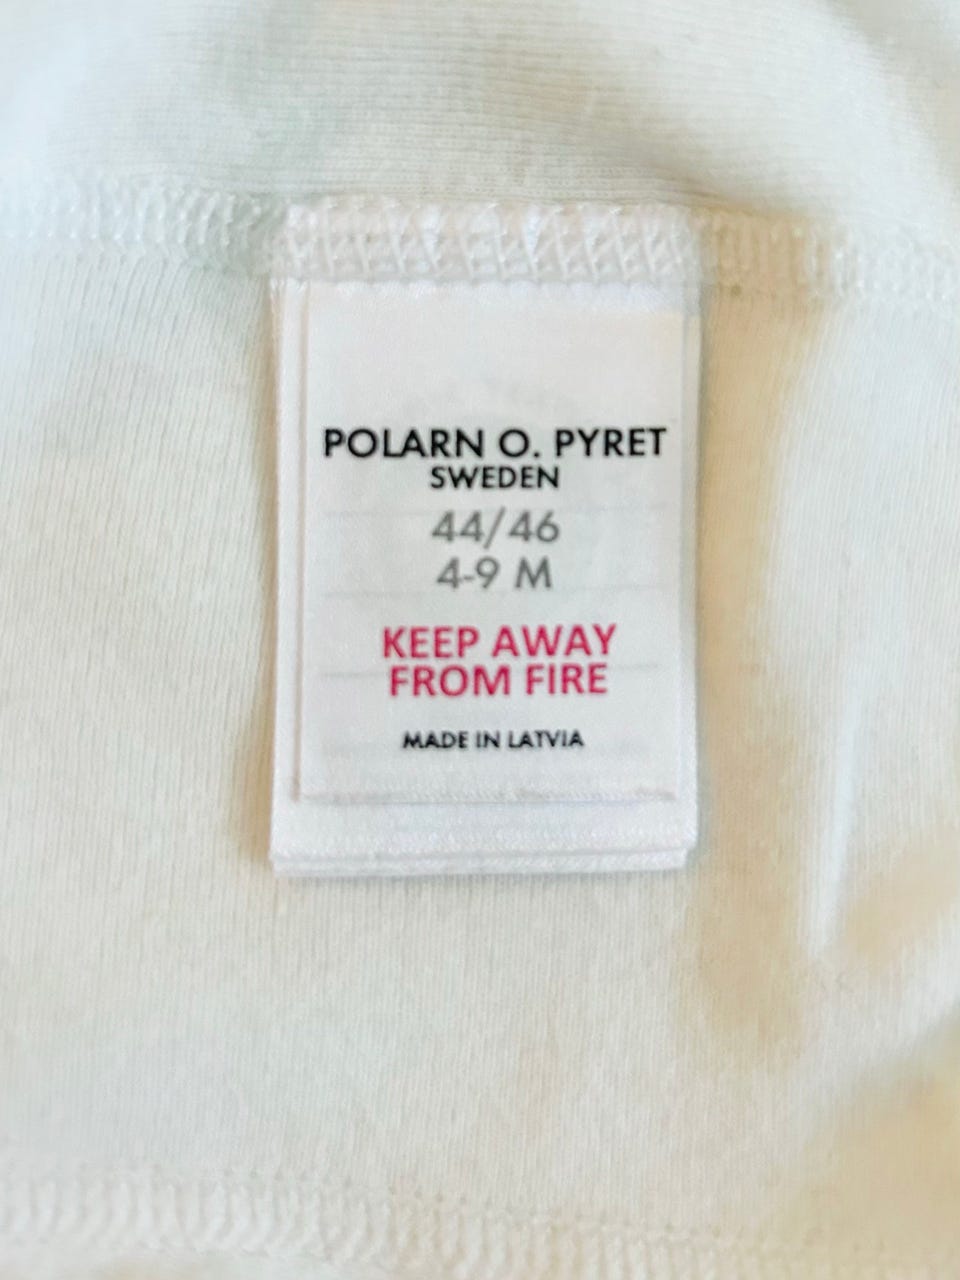 POLARN O. PYRET
SWEDEN
44/46
4-9 M
KEEP AWAY
FROM FIRE
MADE IN LATVIA